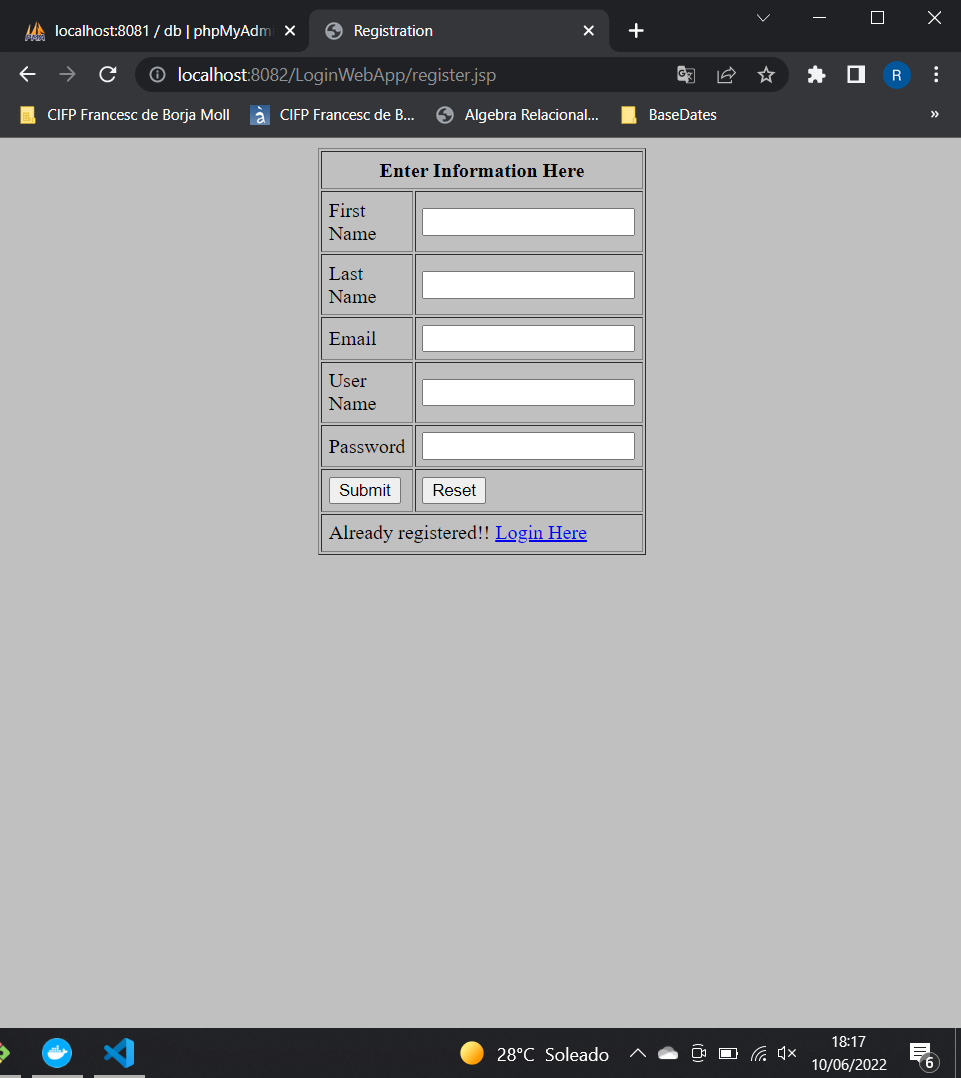 localhost:8081 / db | phpMyAdm
Registration
localhost:8082/LoginWebApp/register.jsp
R
CIFP Francesc de Borja Moll
à
CIFP Francesc de B...
Algebra Relacional...
BaseDates
»
Enter Information Here
First
Name
Last
Name
Email
User
Name
Password
Submit
Reset
Already registered!! Login Here
28°C Soleado
18:17
10/06/2022
6